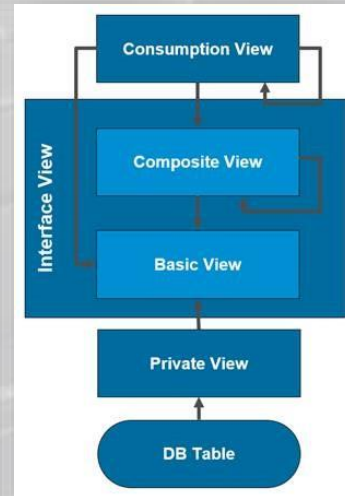 Consumption View
Interface View
Composite View
Basic View
Private View
DB Table